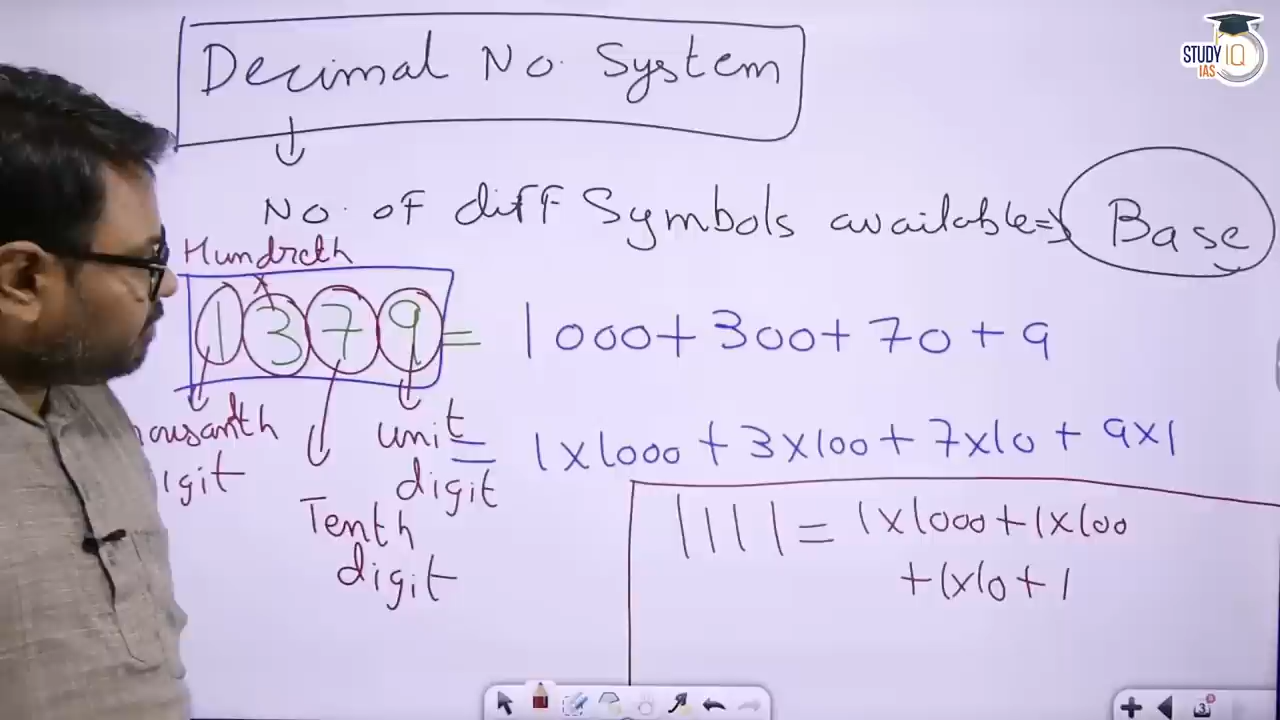 STUDY IQ
IAS
Decimal No. System
No. of diff Symbols available => Base
Hundreth
1379 = 1000 + 300 + 70 + 9
unit
digit
Tenth
digit
= 1x1000 + 3x100 + 7x10 + 9x1
1111 = 1x1000 + 1x100
+ 1x10 + 1
3